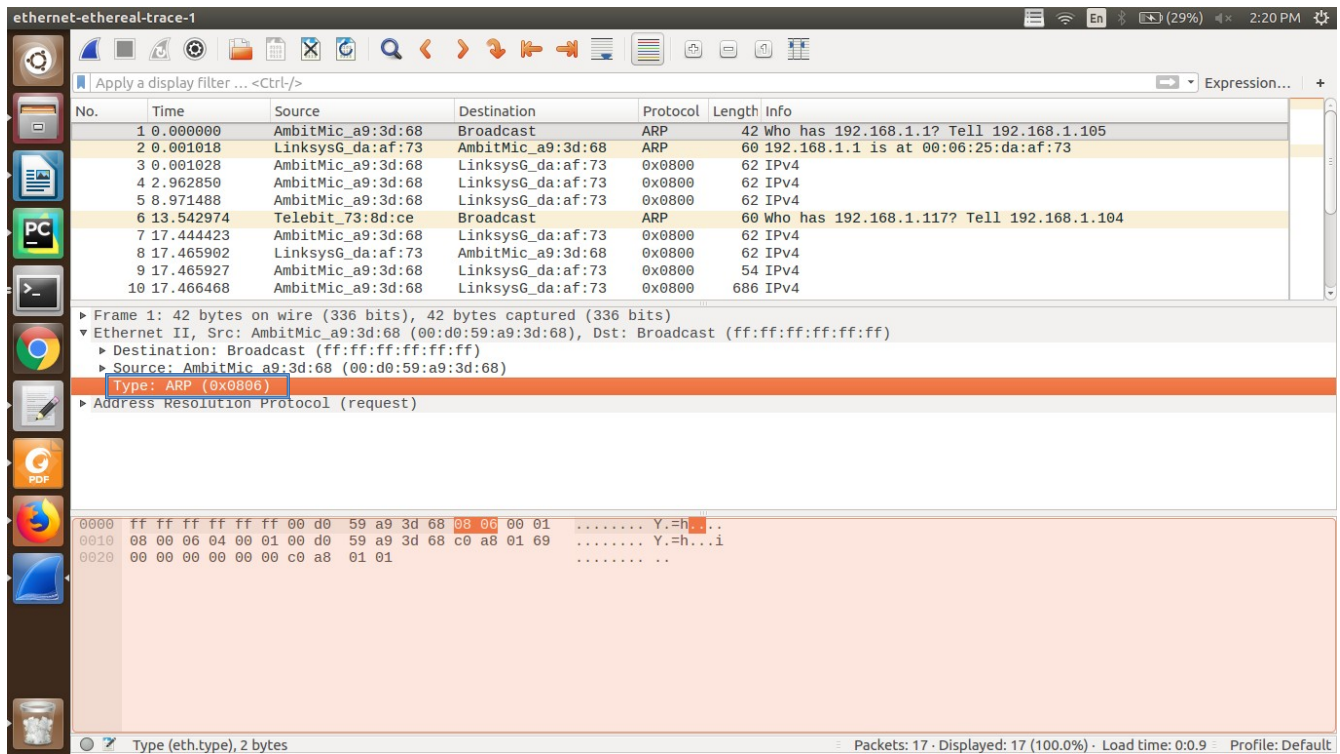 ethernet-ethereal-trace-1 En (29%) 2:20 PM
Apply a display filter … <Ctrl-/> Expression… +
No. Time Source Destination Protocol Length Info
1 0.000000 AmbitMic_a9:3d:68 Broadcast ARP 42 Who has 192.168.1.1? Tell 192.168.1.105
2 0.001018 LinksysG_da:af:73 AmbitMic_a9:3d:68 ARP 60 192.168.1.1 is at 00:06:25:da:af:73
3 0.001028 AmbitMic_a9:3d:68 LinksysG_da:af:73 0x0800 62 IPv4
4 2.962850 AmbitMic_a9:3d:68 LinksysG_da:af:73 0x0800 62 IPv4
5 8.971488 AmbitMic_a9:3d:68 LinksysG_da:af:73 0x0800 62 IPv4
6 13.542974 Telebit_73:8d:ce Broadcast ARP 60 Who has 192.168.1.117? Tell 192.168.1.104
7 17.444423 AmbitMic_a9:3d:68 LinksysG_da:af:73 0x0800 62 IPv4
8 17.465902 LinksysG_da:af:73 AmbitMic_a9:3d:68 0x0800 62 IPv4
9 17.465927 AmbitMic_a9:3d:68 LinksysG_da:af:73 0x0800 54 IPv4
10 17.466468 AmbitMic_a9:3d:68 LinksysG_da:af:73 0x0800 686 IPv4
Frame 1: 42 bytes on wire (336 bits), 42 bytes captured (336 bits)
Ethernet II, Src: AmbitMic_a9:3d:68 (00:d0:59:a9:3d:68), Dst: Broadcast (ff:ff:ff:ff:ff:ff)
Destination: Broadcast (ff:ff:ff:ff:ff:ff)
Source: AmbitMic_a9:3d:68 (00:d0:59:a9:3d:68)
Type: ARP (0x0806)
Address Resolution Protocol (request)
0000 ff ff ff ff ff ff 00 d0 59 a9 3d 68 08 06 00 01 ........ Y.=h....
0010 08 00 06 04 00 01 00 d0 59 a9 3d 68 c0 a8 01 69 ........ Y.=h...i
0020 00 00 00 00 00 00 c0 a8 01 01 ........ ..
PC
>_
PDF
Type (eth.type), 2 bytes Packets: 17 · Displayed: 17 (100.0%) · Load time: 0:0.9 Profile: Default